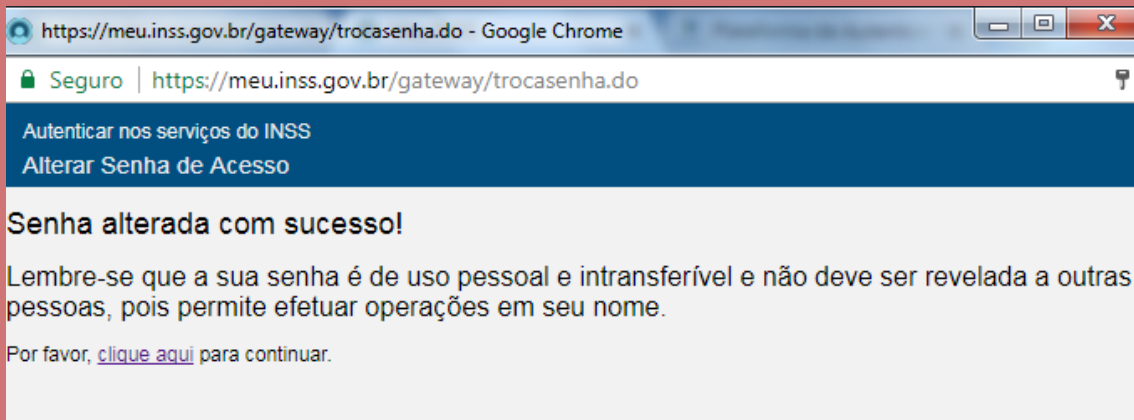 https://meu.inss.gov.br/gateway/trocasenha.do - Google Chrome
Seguro | https://meu.inss.gov.br/gateway/trocasenha.do
Autenticar nos serviços do INSS
Alterar Senha de Acesso
Senha alterada com sucesso!
Lembre-se que a sua senha é de uso pessoal e intransferível e não deve ser revelada a outras
pessoas, pois permite efetuar operações em seu nome.
Por favor, clique aqui para continuar.